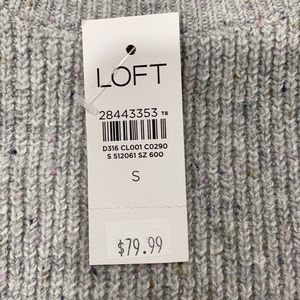 LOFT
28443353 TB
D316 CL001 C0290
S 512061 SZ 600
S
$79.99